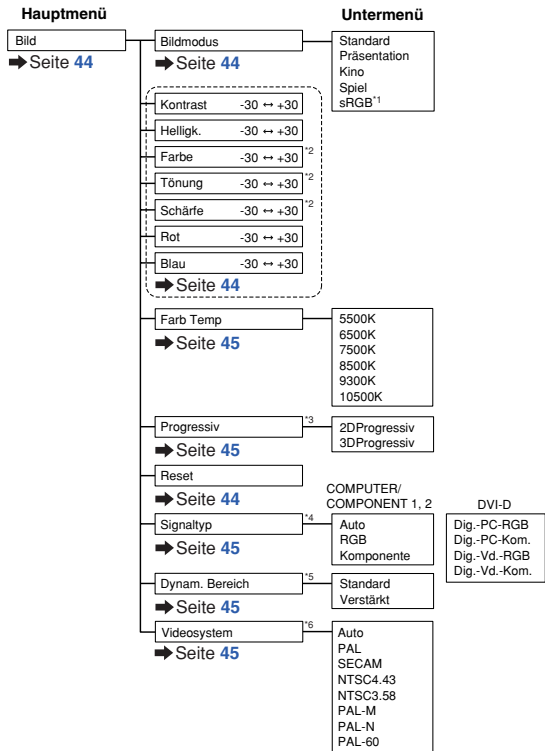 Hauptmenü
Untermenü
Bild
➡ Seite 44
Bildmodus
➡ Seite 44
Standard
Präsentation
Kino
Spiel
sRGB*1
Kontrast -30 ↔ +30
Helligk. -30 ↔ +30
Farbe -30 ↔ +30 *2
Tönung -30 ↔ +30 *2
Schärfe -30 ↔ +30 *2
Rot -30 ↔ +30
Blau -30 ↔ +30
➡ Seite 44
Farb Temp
➡ Seite 45
5500K
6500K
7500K
8500K
9300K
10500K
Progressiv *3
➡ Seite 45
2DProgressiv
3DProgressiv
Reset
➡ Seite 44
Signaltyp *4
➡ Seite 45
COMPUTER/
COMPONENT 1, 2
Auto
RGB
Komponente
DVI-D
Dig.-PC-RGB
Dig.-PC-Kom.
Dig.-Vd.-RGB
Dig.-Vd.-Kom.
Dynam. Bereich *5
➡ Seite 45
Standard
Verstärkt
Videosystem *6
➡ Seite 45
Auto
PAL
SECAM
NTSC4.43
NTSC3.58
PAL-M
PAL-N
PAL-60